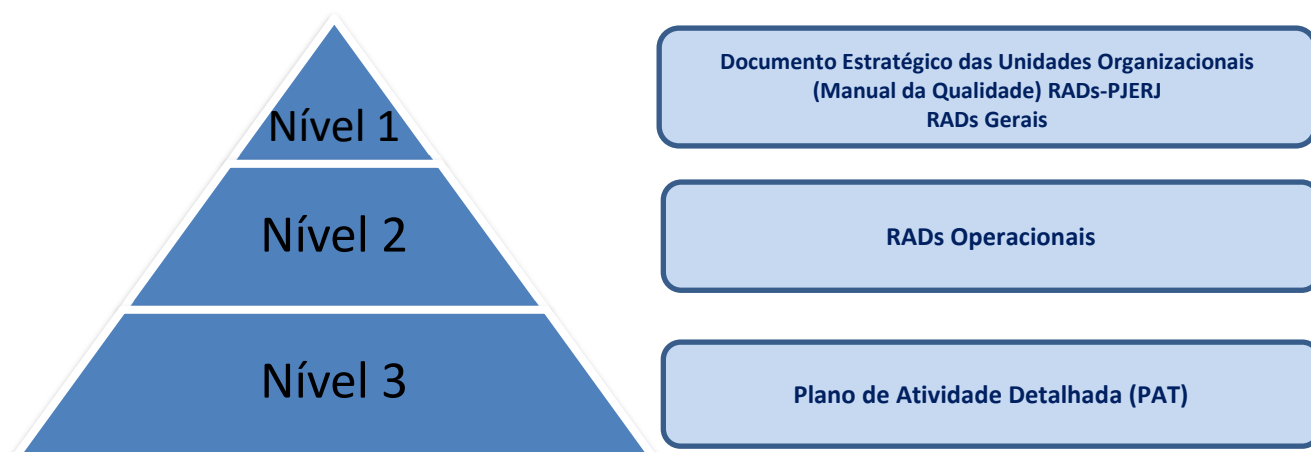 Nível 1
Documento Estratégico das Unidades Organizacionais
(Manual da Qualidade) RADs-PJERJ
RADs Gerais
Nível 2
RADs Operacionais
Nível 3
Plano de Atividade Detalhada (PAT)